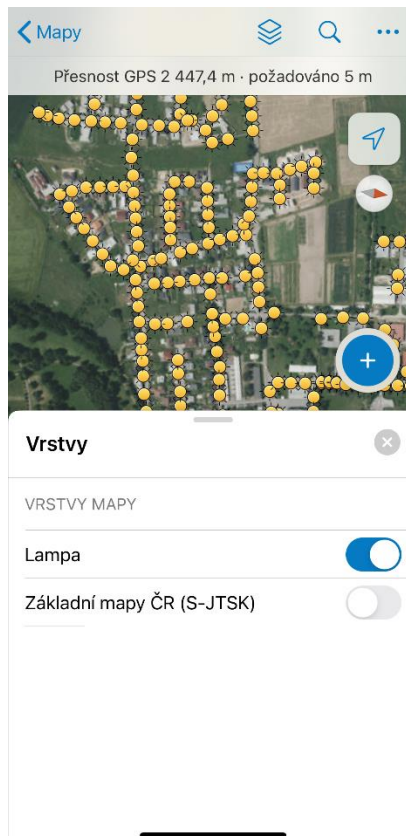 Mapy
Přesnost GPS 2 447,4 m · požadováno 5 m
Vrstvy
VRSTVY MAPY
Lampa
Základní mapy ČR (S-JTSK)